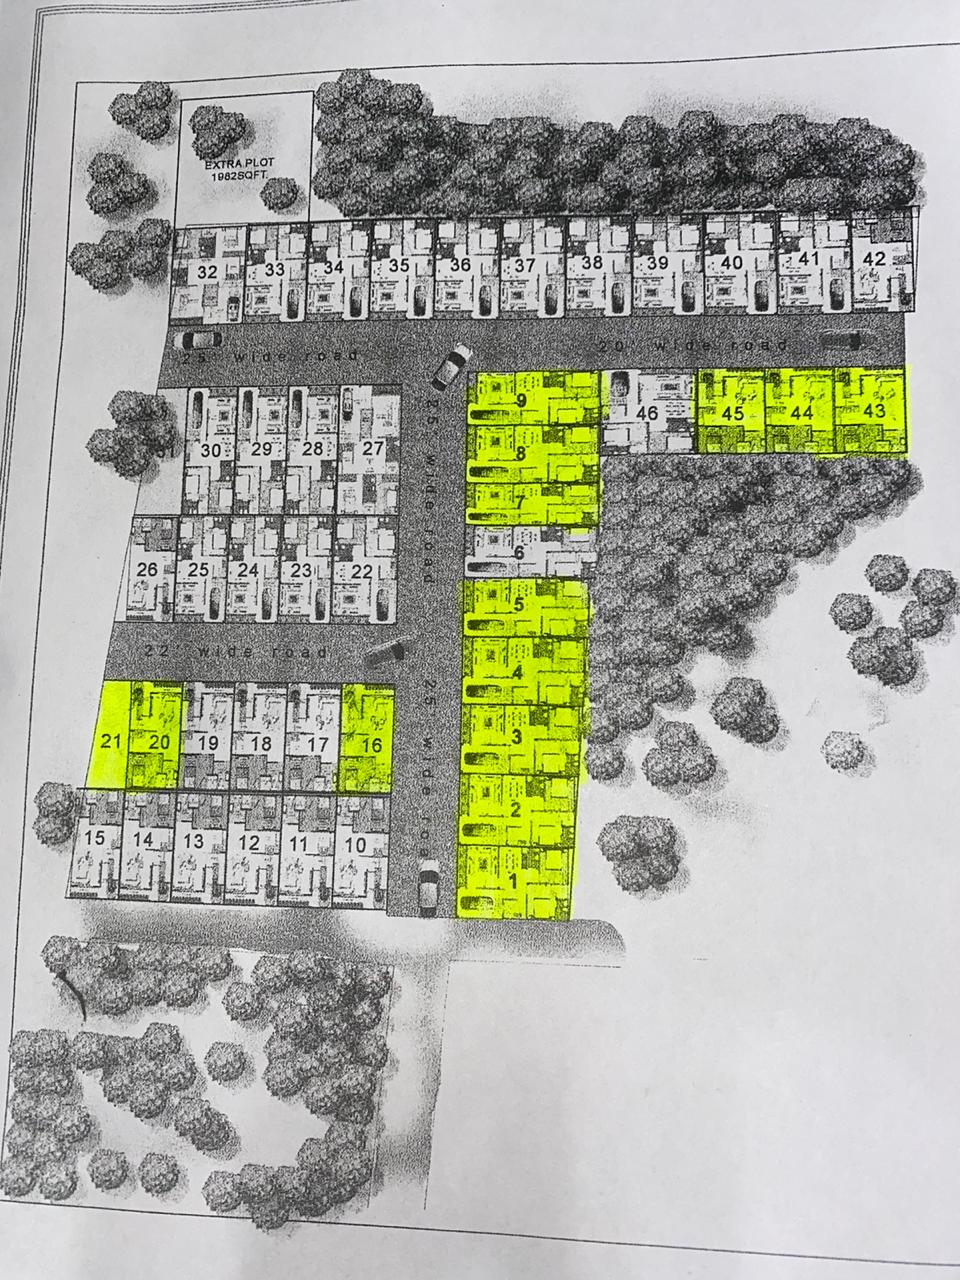 EXTRA PLOT
1982SQFT.
32 33 34 35 36 37 38 39 40 41 42
25' wide road
20' wide road
9 46 45 44 43
8
7
6
5
4
3
2
1
31 30 29 28 27
wide road
26 25 24 23 22
22' wide road
25' wide road
21 20 19 18 17 16
15 14 13 12 11 10